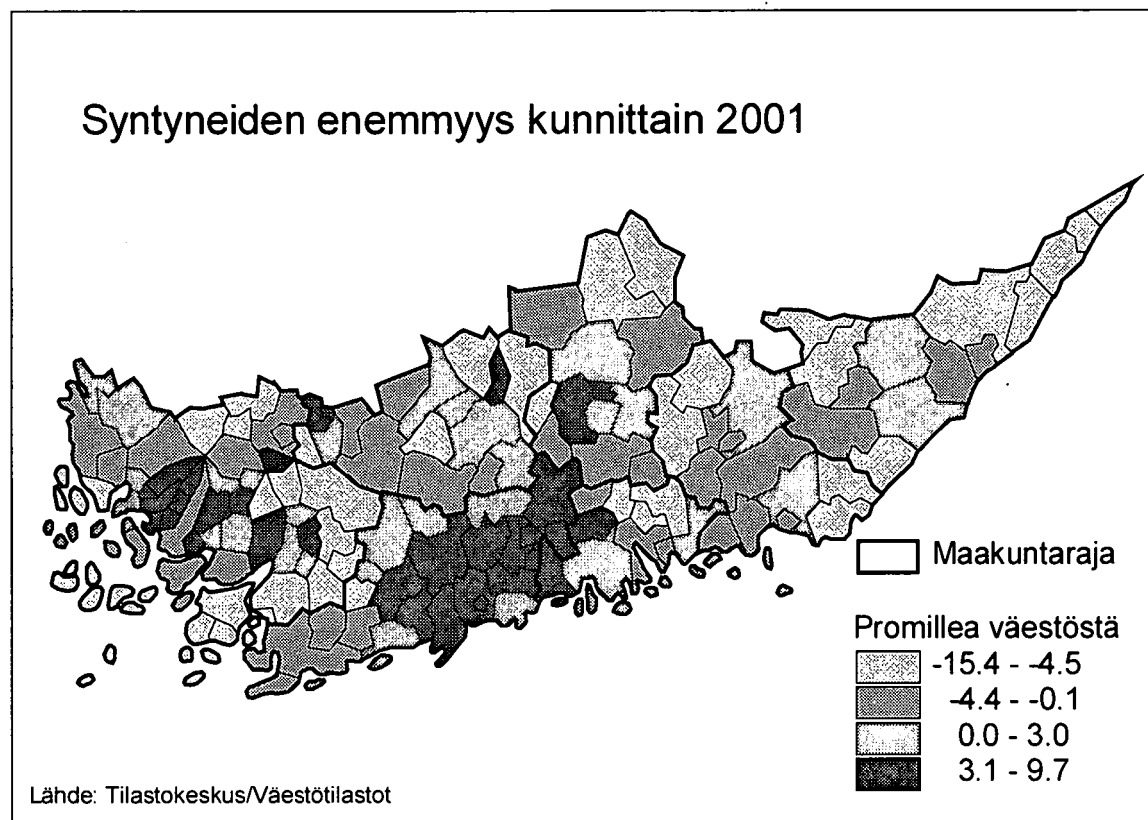 Syntyneiden enemmyys kunnittain 2001
Maakuntaraja
Promillea väestöstä
-15.4 - -4.5
-4.4 - -0.1
0.0 - 3.0
3.1 - 9.7
Lähde: Tilastokeskus/Väestötilastot